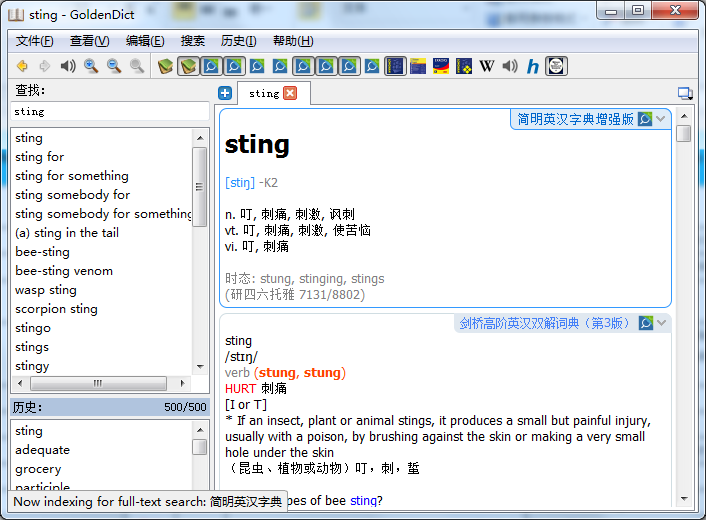 sting - GoldenDict
文件(F) 查看(V) 编辑(E) 搜索 历史(I) 帮助(H)
W h
查找：
sting
sting
sting for
sting for something
sting somebody for
sting somebody for something
(a) sting in the tail
bee-sting
bee-sting venom
wasp sting
scorpion sting
stingo
stings
stingy
历史： 500/500
sting
adequate
grocery
participle
Now indexing for full-text search: 简明英汉字典
sting
简明英汉字典增强版
sting
[stiŋ] -K2
n. 叮, 刺痛, 刺激, 讽刺
vt. 叮, 刺痛, 刺激, 使苦恼
vi. 叮, 刺痛
时态: stung, stinging, stings
(研四六托雅 7131/8802)
剑桥高阶英汉双解词典（第3版）
sting
/stɪŋ/
verb (stung, stung)
HURT 刺痛
[I or T]
* If an insect, plant or animal stings, it produces a small but painful injury,
usually with a poison, by brushing against the skin or making a very small
hole under the skin
（昆虫、植物或动物）叮，刺，蜇
pes of bee sting?